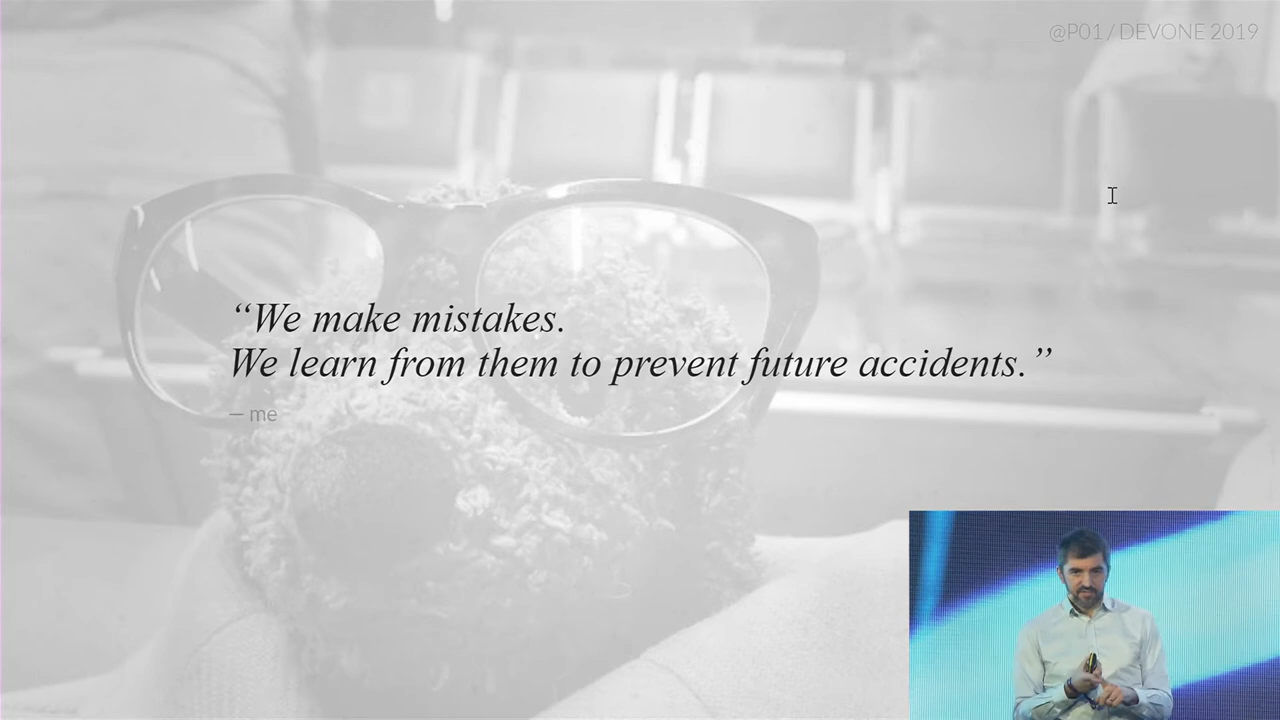 @P01 / DEVONE 2019
“We make mistakes.
We learn from them to prevent future accidents.”
— me